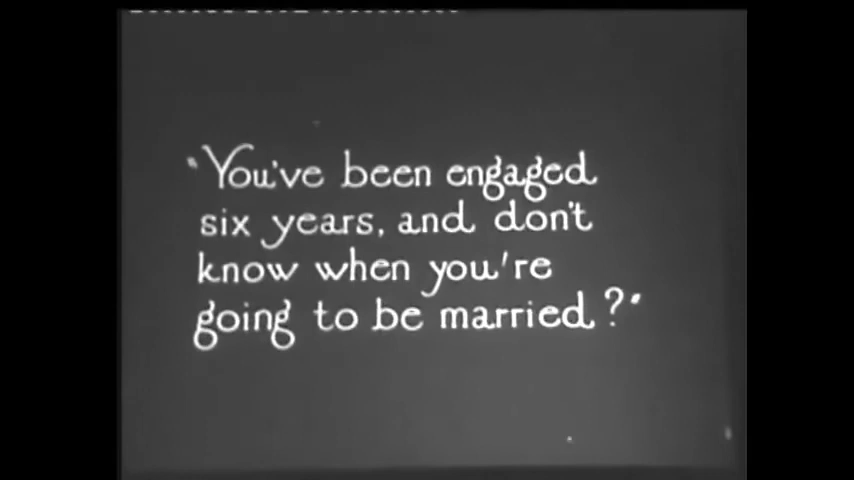 "You've been engaged
six years, and don't
know when you're
going to be married?"